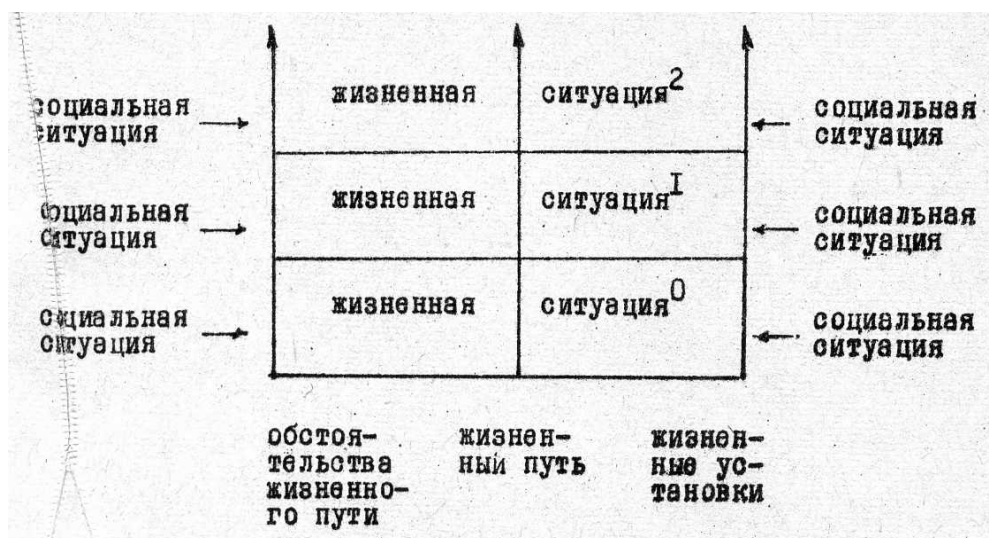 жизненная ситуация²
социальная ситуация
социальная ситуация
жизненная ситуация^I
социальная ситуация
социальная ситуация
жизненная ситуация⁰
социальная ситуация
социальная ситуация
обстоя-
тельства
жизненно-
го пути
жизнен-
ный путь
жизнен-
ные ус-
тановки